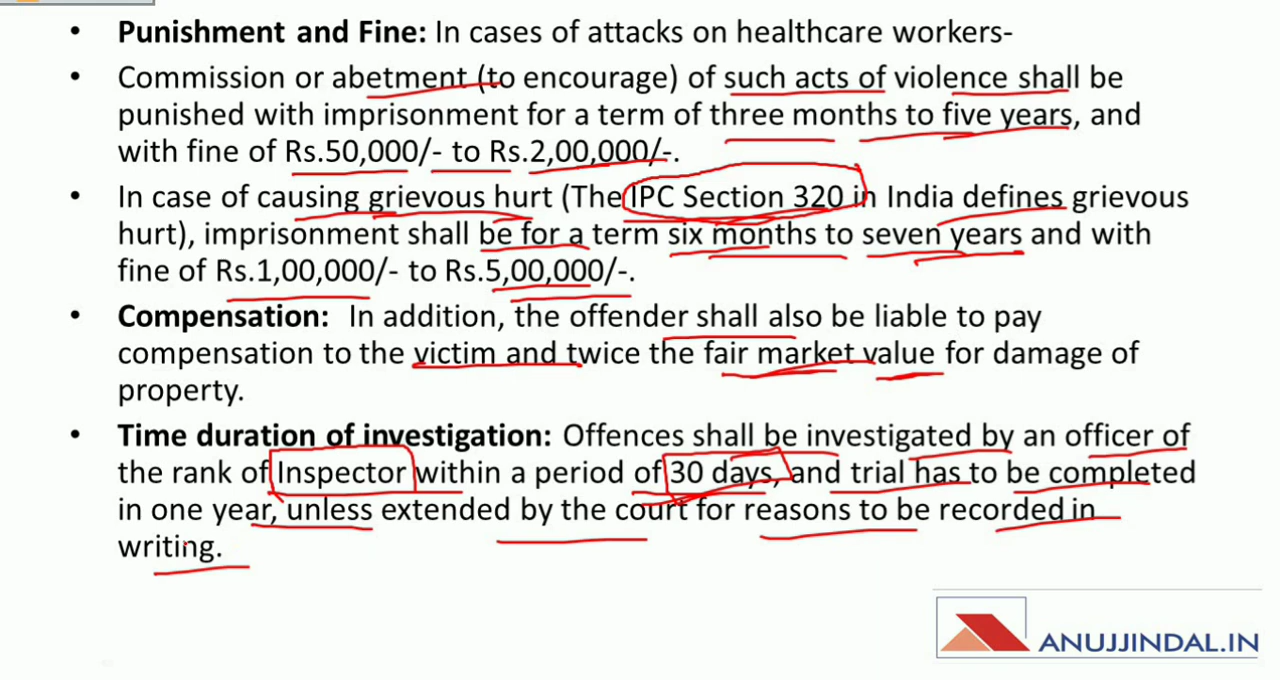 • Punishment and Fine: In cases of attacks on healthcare workers-
• Commission or abetment (to encourage) of such acts of violence shall be
punished with imprisonment for a term of three months to five years, and
with fine of Rs.50,000/- to Rs.2,00,000/-.
• In case of causing grievous hurt (The IPC Section 320 in India defines grievous
hurt), imprisonment shall be for a term six months to seven years and with
fine of Rs.1,00,000/- to Rs.5,00,000/-.
• Compensation: In addition, the offender shall also be liable to pay
compensation to the victim and twice the fair market value for damage of
property.
• Time duration of investigation: Offences shall be investigated by an officer of
the rank of Inspector within a period of 30 days, and trial has to be completed
in one year, unless extended by the court for reasons to be recorded in
writing.
ANUJJINDAL.IN